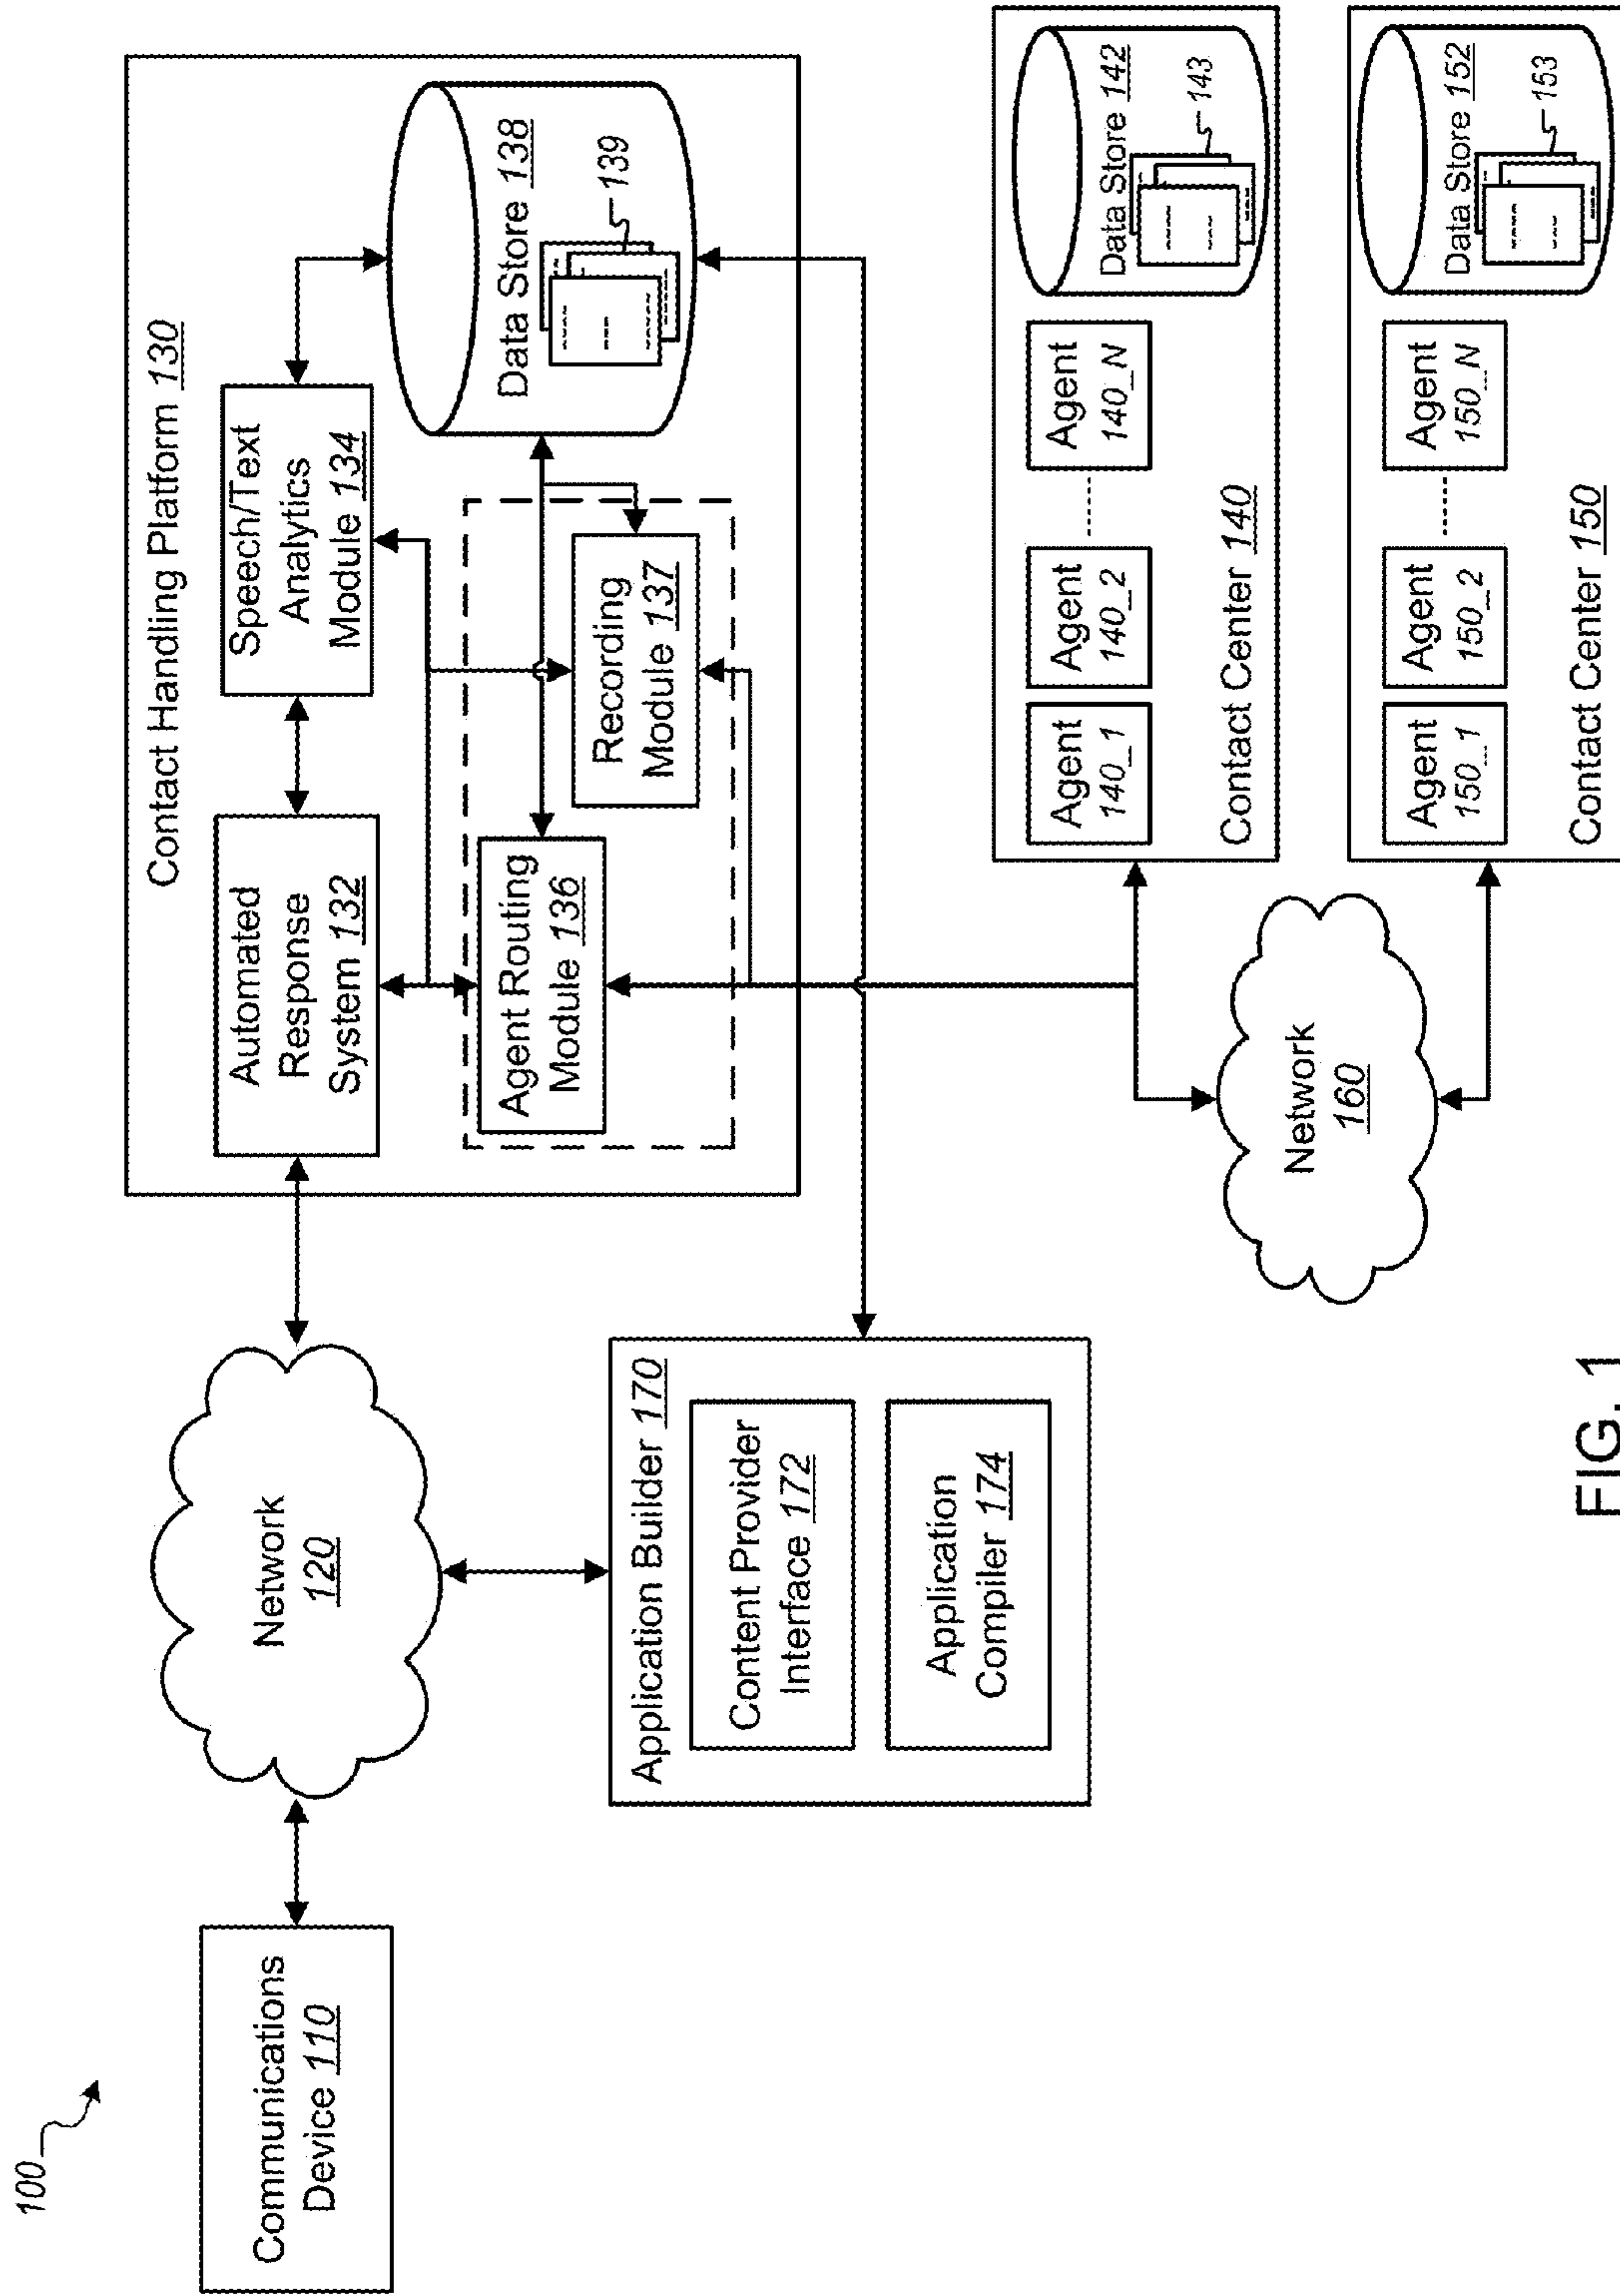 100
Communications
Device 110
Network
120
Contact Handling Platform 130
Automated
Response
System 132
Speech/Text
Analytics
Module 134
Agent Routing
Module 136
Recording
Module 137
Data Store 138
139
Application Builder 170
Content Provider
Interface 172
Application
Compiler 174
Network
160
Agent
140_1
Agent
140_2
Agent
140_N
Data Store 142
143
Contact Center 140
Agent
150_1
Agent
150_2
Agent
150_N
Data Store 152
153
Contact Center 150
FIG. 1